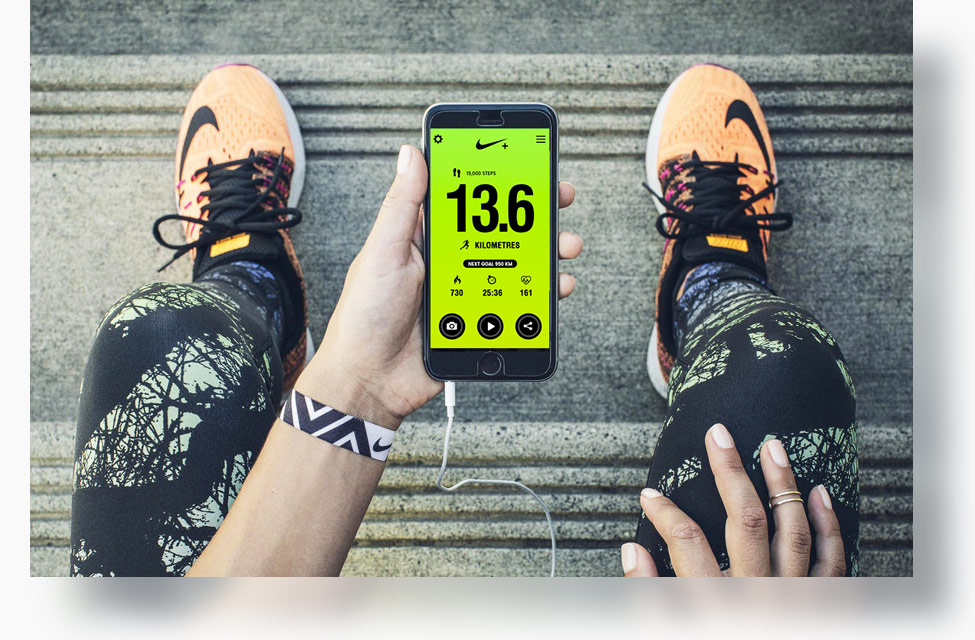 15,000 STEPS
13.6
KILOMETRES
NEXT GOAL 950 KM
730 25:36 161